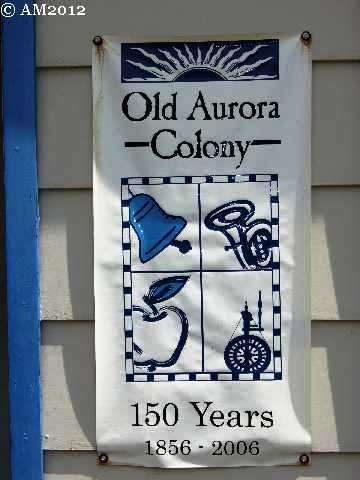 © AM2012
Old Aurora
Colony
150 Years
1856 - 2006